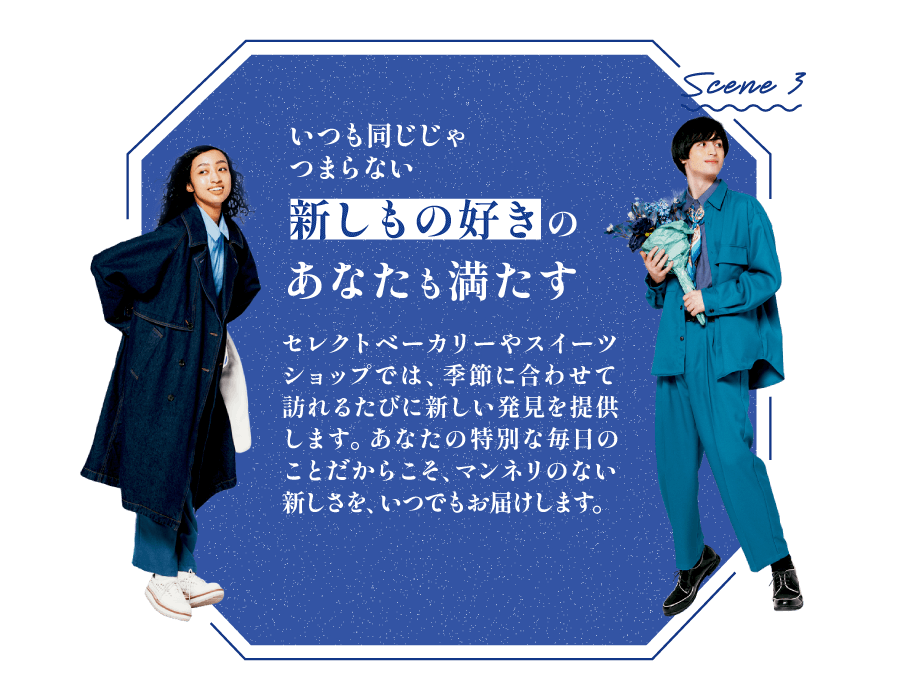 Scene 3
いつも同じじゃ
つまらない
新しもの好きの
あなたも満たす
セレクトベーカリーやスイーツ
ショップでは、季節に合わせて
訪れるたびに新しい発見を提供
します。あなたの特別な毎日の
ことだからこそ、マンネリのない
新しさを、いつでもお届けします。